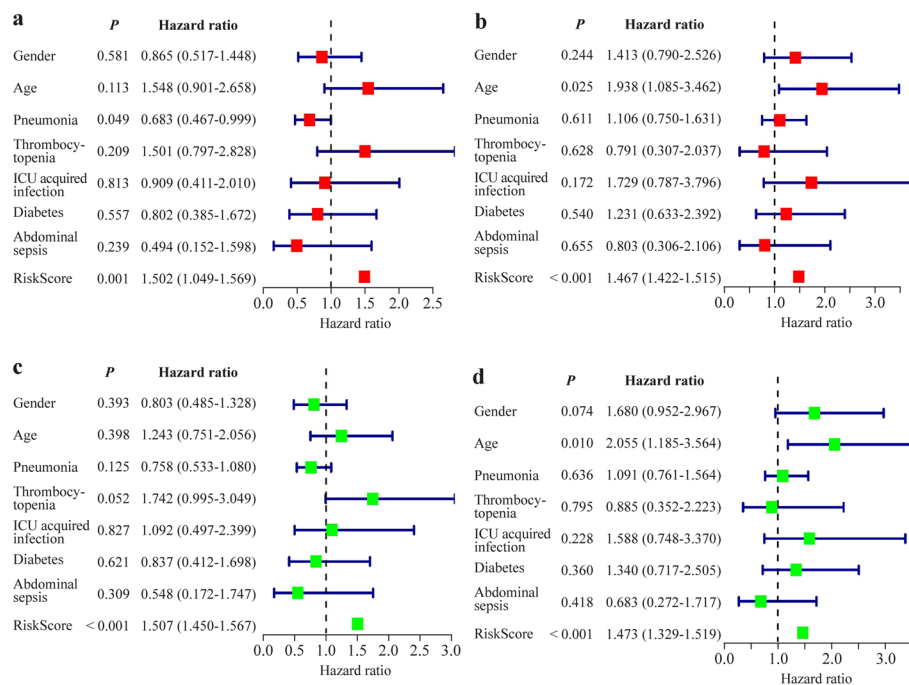 a
P Hazard ratio
Gender 0.581 0.865 (0.517-1.448)
Age 0.113 1.548 (0.901-2.658)
Pneumonia 0.049 0.683 (0.467-0.999)
Thrombocy-
topenia 0.209 1.501 (0.797-2.828)
ICU acquired
infection 0.813 0.909 (0.411-2.010)
Diabetes 0.557 0.802 (0.385-1.672)
Abdominal
sepsis 0.239 0.494 (0.152-1.598)
RiskScore 0.001 1.502 (1.049-1.569)
0.0 0.5 1.0 1.5 2.0 2.5
Hazard ratio
b
P Hazard ratio
Gender 0.244 1.413 (0.790-2.526)
Age 0.025 1.938 (1.085-3.462)
Pneumonia 0.611 1.106 (0.750-1.631)
Thrombocy-
topenia 0.628 0.791 (0.307-2.037)
ICU acquired
infection 0.172 1.729 (0.787-3.796)
Diabetes 0.540 1.231 (0.633-2.392)
Abdominal
sepsis 0.655 0.803 (0.306-2.106)
RiskScore < 0.001 1.467 (1.422-1.515)
0.0 1.0 2.0 3.0
Hazard ratio
c
P Hazard ratio
Gender 0.393 0.803 (0.485-1.328)
Age 0.398 1.243 (0.751-2.056)
Pneumonia 0.125 0.758 (0.533-1.080)
Thrombocy-
topenia 0.052 1.742 (0.995-3.049)
ICU acquired
infection 0.827 1.092 (0.497-2.399)
Diabetes 0.621 0.837 (0.412-1.698)
Abdominal
sepsis 0.309 0.548 (0.172-1.747)
RiskScore < 0.001 1.507 (1.450-1.567)
0.0 0.5 1.0 1.5 2.0 2.5 3.0
Hazard ratio
d
P Hazard ratio
Gender 0.074 1.680 (0.952-2.967)
Age 0.010 2.055 (1.185-3.564)
Pneumonia 0.636 1.091 (0.761-1.564)
Thrombocy-
topenia 0.795 0.885 (0.352-2.223)
ICU acquired
infection 0.228 1.588 (0.748-3.370)
Diabetes 0.360 1.340 (0.717-2.505)
Abdominal
sepsis 0.418 0.683 (0.272-1.717)
RiskScore < 0.001 1.473 (1.329-1.519)
0.0 1.0 2.0 3.0
Hazard ratio